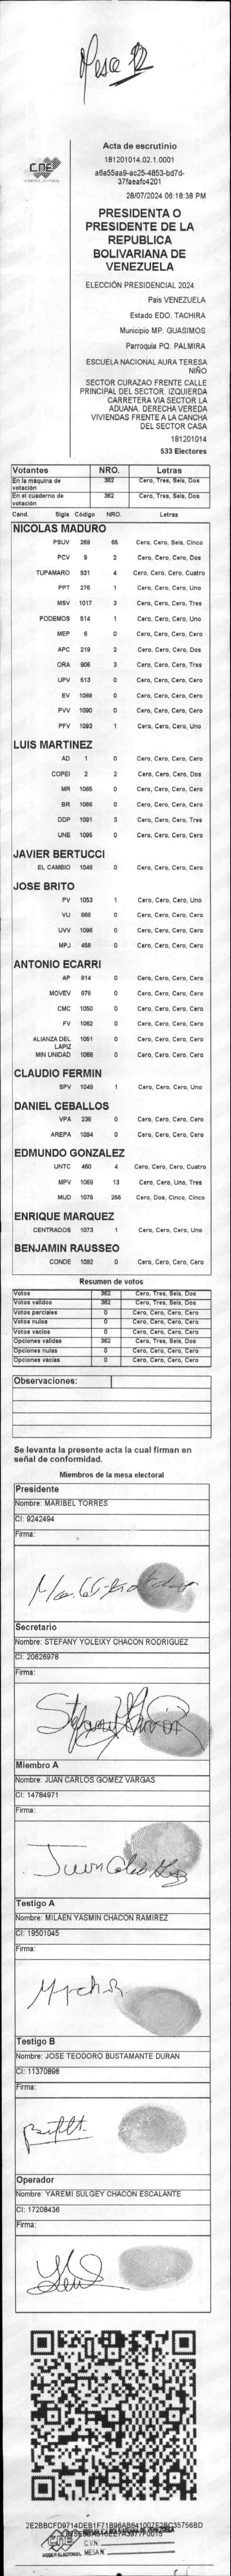 Mesa 12
CNE
Acta de escrutinio
181201014.02.1.0001
a6a55aa9-ac25-4853-bd7d-
37faeafc4201
28/07/2024 06:18:38 PM
PRESIDENTA O
PRESIDENTE DE LA
REPUBLICA
BOLIVARIANA DE
VENEZUELA
ELECCIÓN PRESIDENCIAL 2024
Pais VENEZUELA
Estado EDO. TACHIRA
Municipio MP. GUASIMOS
Parroquia PQ. PALMIRA
ESCUELA NACIONAL AURA TERESA
NIÑO
SECTOR CURAZAO FRENTE CALLE
PRINCIPAL DEL SECTOR. IZQUIERDA
CARRETERA VIA SECTOR LA
ADUANA. DERECHA VEREDA
VIVIENDAS FRENTE A LA CANCHA
DEL SECTOR CASA
181201014
533 Electores
Votantes NRO. Letras
En la máquina de votación 362 Cero, Tres, Seis, Dos
En el cuaderno de votación 362 Cero, Tres, Seis, Dos
Cand. Sigla Código NRO. Letras
NICOLAS MADURO
PSUV 269 65 Cero, Cero, Seis, Cinco
PCV 9 2 Cero, Cero, Cero, Dos
TUPAMARO 931 4 Cero, Cero, Cero, Cuatro
PPT 276 1 Cero, Cero, Cero, Uno
MSV 1017 3 Cero, Cero, Cero, Tres
PODEMOS 514 1 Cero, Cero, Cero, Uno
MEP 6 0 Cero, Cero, Cero, Cero
APC 219 2 Cero, Cero, Cero, Dos
ORA 906 3 Cero, Cero, Cero, Tres
UPV 513 0 Cero, Cero, Cero, Cero
EV 1089 0 Cero, Cero, Cero, Cero
PVV 1090 0 Cero, Cero, Cero, Cero
PFV 1093 1 Cero, Cero, Cero, Uno
LUIS MARTINEZ
AD 1 0 Cero, Cero, Cero, Cero
COPEI 2 2 Cero, Cero, Cero, Dos
MR 1065 0 Cero, Cero, Cero, Cero
BR 1066 0 Cero, Cero, Cero, Cero
DDP 1091 3 Cero, Cero, Cero, Tres
UNE 1095 0 Cero, Cero, Cero, Cero
JAVIER BERTUCCI
EL CAMBIO 1048 0 Cero, Cero, Cero, Cero
JOSE BRITO
PV 1053 1 Cero, Cero, Cero, Uno
VU 868 0 Cero, Cero, Cero, Cero
UVV 1096 0 Cero, Cero, Cero, Cero
MPJ 458 0 Cero, Cero, Cero, Cero
ANTONIO ECARRI
AP 814 0 Cero, Cero, Cero, Cero
MOVEV 979 0 Cero, Cero, Cero, Cero
CMC 1050 0 Cero, Cero, Cero, Cero
FV 1062 0 Cero, Cero, Cero, Cero
ALIANZA DEL LAPIZ 1051 0 Cero, Cero, Cero, Cero
MIN UNIDAD 1068 0 Cero, Cero, Cero, Cero
CLAUDIO FERMIN
SPV 1049 1 Cero, Cero, Cero, Uno
DANIEL CEBALLOS
VPA 236 0 Cero, Cero, Cero, Cero
AREPA 1094 0 Cero, Cero, Cero, Cero
EDMUNDO GONZALEZ
UNTC 460 4 Cero, Cero, Cero, Cuatro
MPV 1069 13 Cero, Cero, Uno, Tres
MUD 1075 255 Cero, Dos, Cinco, Cinco
ENRIQUE MARQUEZ
CENTRADOS 1073 1 Cero, Cero, Cero, Uno
BENJAMIN RAUSSEO
CONDE 1092 0 Cero, Cero, Cero, Cero
Resumen de votos
Votos 362 Cero, Tres, Seis, Dos
Votos validos 362 Cero, Tres, Seis, Dos
Votos parciales 0 Cero, Cero, Cero, Cero
Votos nulos 0 Cero, Cero, Cero, Cero
Votos vacios 0 Cero, Cero, Cero, Cero
Opciones validas 362 Cero, Tres, Seis, Dos
Opciones nulas 0 Cero, Cero, Cero, Cero
Opciones vacias 0 Cero, Cero, Cero, Cero
Observaciones:
Se levanta la presente acta la cual firman en
señal de conformidad.
Miembros de la mesa electoral
Presidente
Nombre: MARIBEL TORRES
CI: 9242494
Firma:
Secretario
Nombre: STEFANY YOLEIXY CHACON RODRIGUEZ
CI: 20626978
Firma:
Miembro A
Nombre: JUAN CARLOS GOMEZ VARGAS
CI: 14784971
Firma:
Testigo A
Nombre: MILAEN YASMIN CHACON RAMIREZ
CI: 19501045
Firma:
Testigo B
Nombre: JOSE TEODORO BUSTAMANTE DURAN
CI: 11370896
Firma:
Operador
Nombre: YAREMI SULGEY CHACON ESCALANTE
CI: 17208436
Firma:
CNE
PODER ELECTORAL
C.V.N°
MESA N°